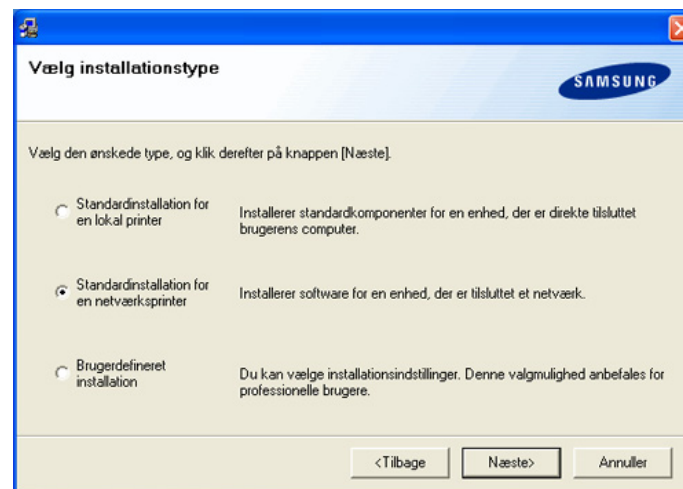 Vælg installationstype
SAMSUNG
Vælg den ønskede type, og klik derefter på knappen [Næste].
Standardinstallation for
en lokal printer
Installerer standardkomponenter for en enhed, der er direkte tilsluttet
brugerens computer.
Standardinstallation for
en netværksprinter
Installerer software for en enhed, der er tilsluttet et netværk.
Brugerdefineret
installation
Du kan vælge installationsindstillinger. Denne valgmulighed anbefales for
professionelle brugere.
<Tilbage
Næste>
Annuller